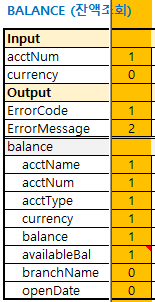 BALANCE (잔액조회)
Input
acctNum 1
currency 0
Output
ErrorCode 1
ErrorMessage 2
balance
acctName 1
acctNum 1
acctType 1
currency 1
balance 1
availableBal 1
branchName 0
openDate 0